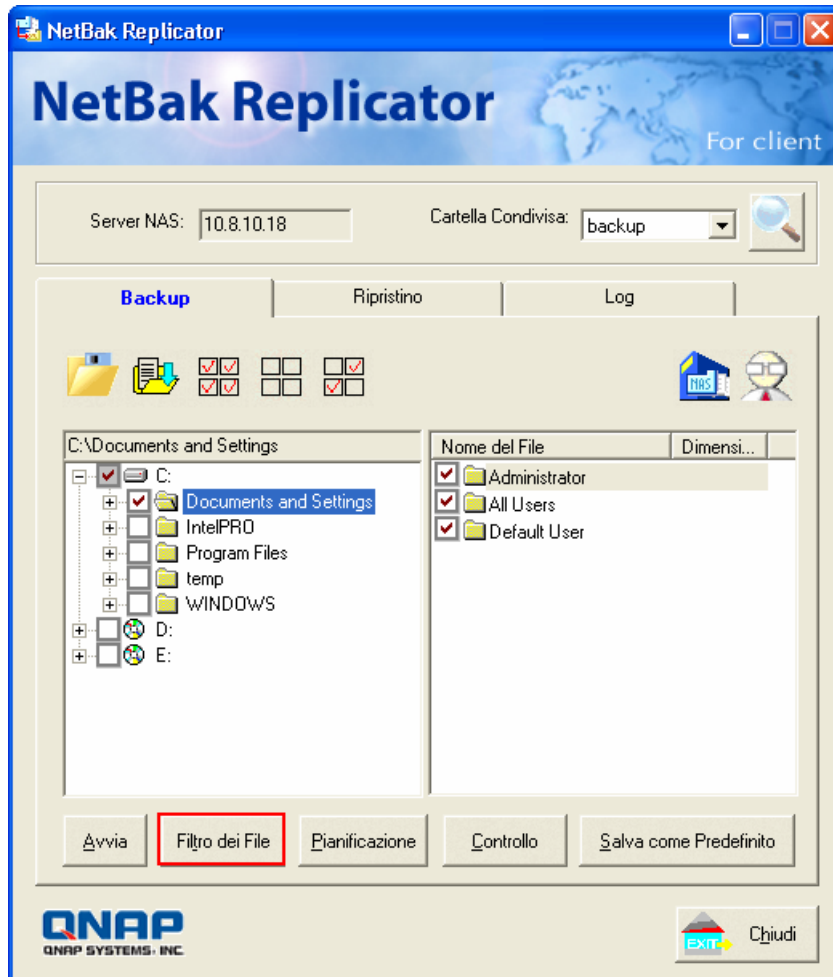 NetBak Replicator
NetBak Replicator
For client
Server NAS: 10.8.10.18 Cartella Condivisa: backup
Backup Ripristino Log
NAS
C:\Documents and Settings
C:
Documents and Settings
IntelPRO
Program Files
temp
WINDOWS
D:
E:
Nome del File Dimensi...
Administrator
All Users
Default User
Avvia Filtro dei File Pianificazione Controllo Salva come Predefinito
QNAP
QNAP SYSTEMS, INC.
EXIT Chiudi